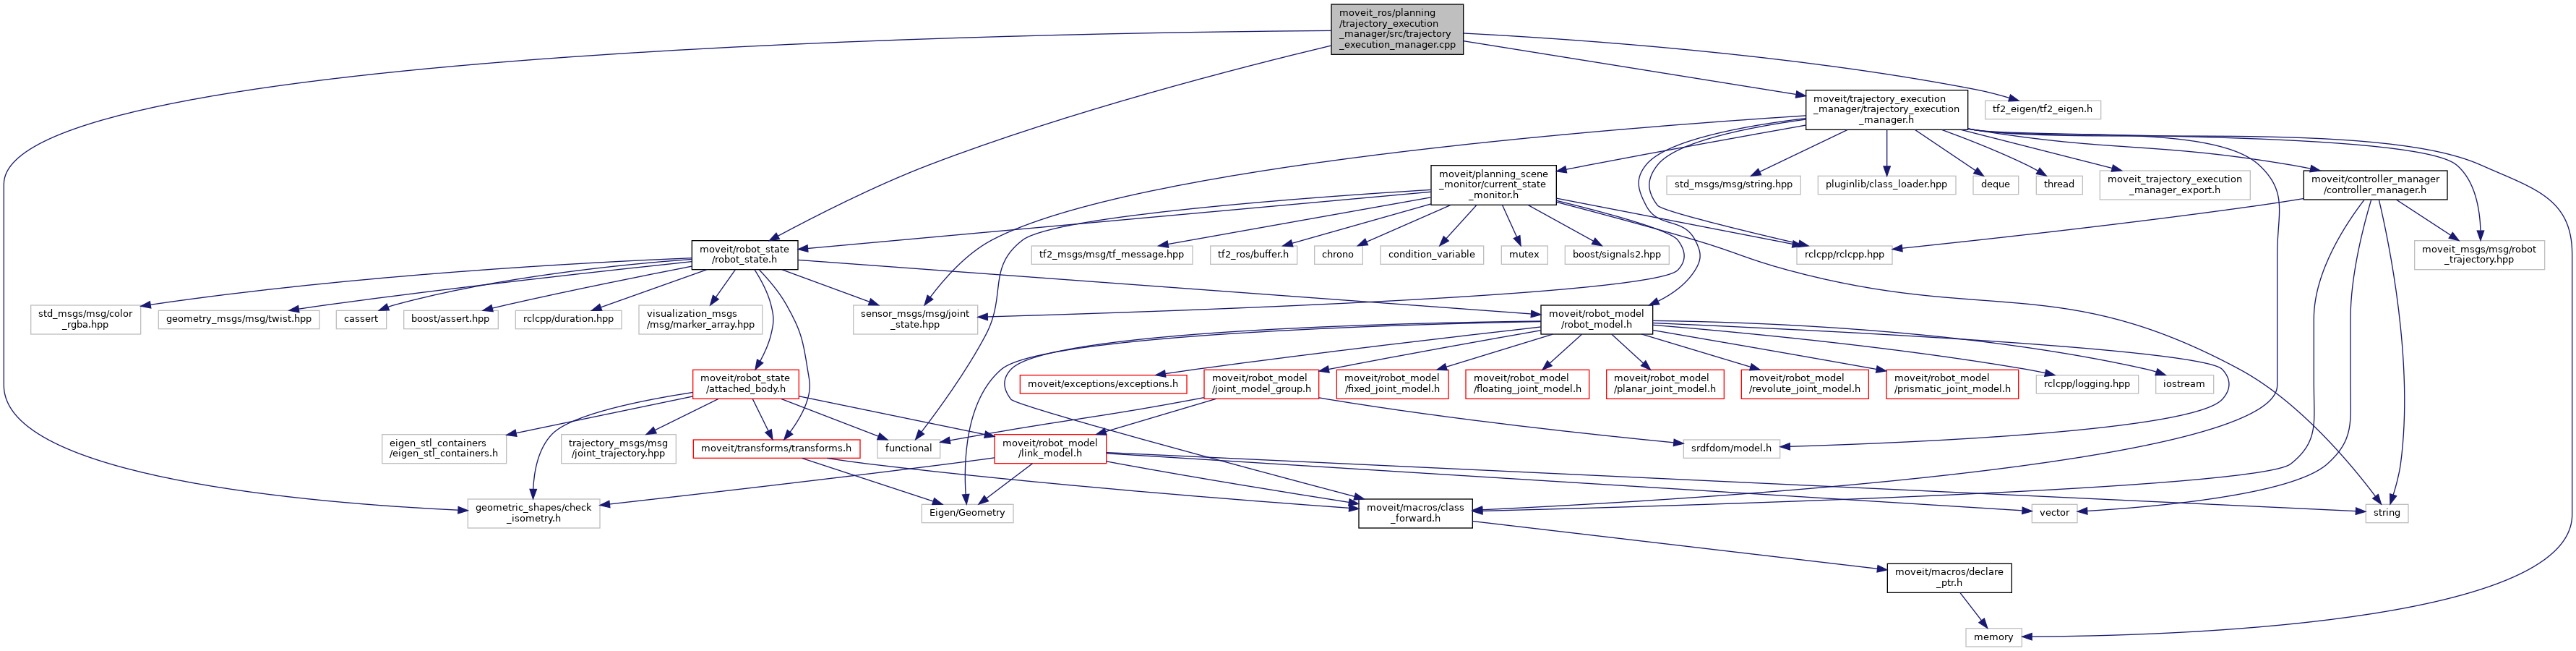 moveit_ros/planning
/trajectory_execution
_manager/src/trajectory
_execution_manager.cpp
moveit/trajectory_execution
_manager/trajectory_execution
_manager.h
tf2_eigen/tf2_eigen.h
moveit/planning_scene
_monitor/current_state
_monitor.h
std_msgs/msg/string.hpp
pluginlib/class_loader.hpp
deque
thread
moveit_trajectory_execution
_manager_export.h
moveit/controller_manager
/controller_manager.h
moveit/robot_state
/robot_state.h
tf2_msgs/msg/tf_message.hpp
tf2_ros/buffer.h
chrono
condition_variable
mutex
boost/signals2.hpp
rclcpp/rclcpp.hpp
moveit_msgs/msg/robot
_trajectory.hpp
std_msgs/msg/color
_rgba.hpp
geometry_msgs/msg/twist.hpp
cassert
boost/assert.hpp
rclcpp/duration.hpp
visualization_msgs
/msg/marker_array.hpp
sensor_msgs/msg/joint
_state.hpp
moveit/robot_model
/robot_model.h
moveit/robot_state
/attached_body.h
moveit/exceptions/exceptions.h
moveit/robot_model
/joint_model_group.h
moveit/robot_model
/fixed_joint_model.h
moveit/robot_model
/floating_joint_model.h
moveit/robot_model
/planar_joint_model.h
moveit/robot_model
/revolute_joint_model.h
moveit/robot_model
/prismatic_joint_model.h
rclcpp/logging.hpp
iostream
eigen_stl_containers
/eigen_stl_containers.h
trajectory_msgs/msg
/joint_trajectory.hpp
moveit/transforms/transforms.h
functional
moveit/robot_model
/link_model.h
srdfdom/model.h
geometric_shapes/check
_isometry.h
Eigen/Geometry
moveit/macros/class
_forward.h
vector
string
moveit/macros/declare
_ptr.h
memory